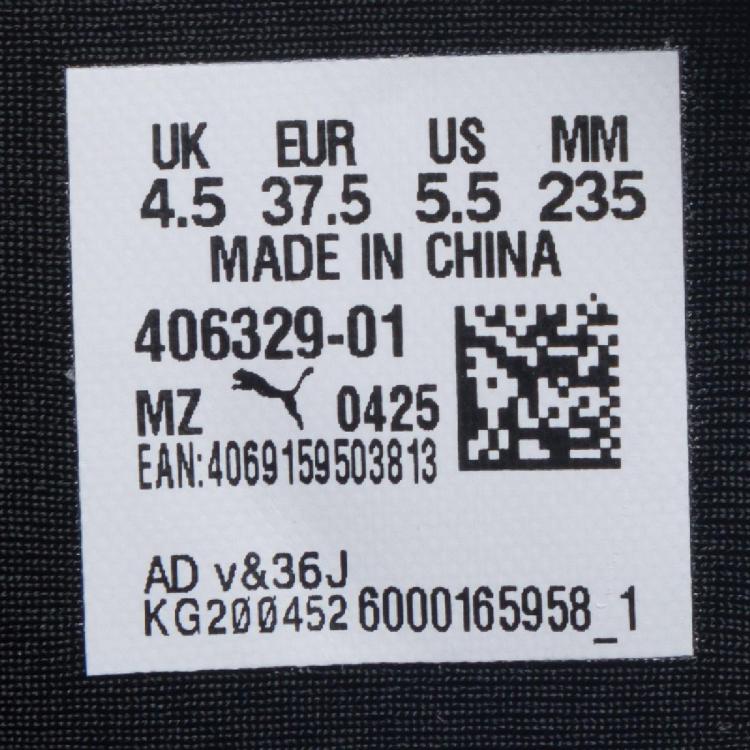 UK EUR US MM
4.5 37.5 5.5 235
MADE IN CHINA
406329-01
MZ 0425
EAN:4069159503813
AD v&36J
KG2ØØ452 6000165958_1